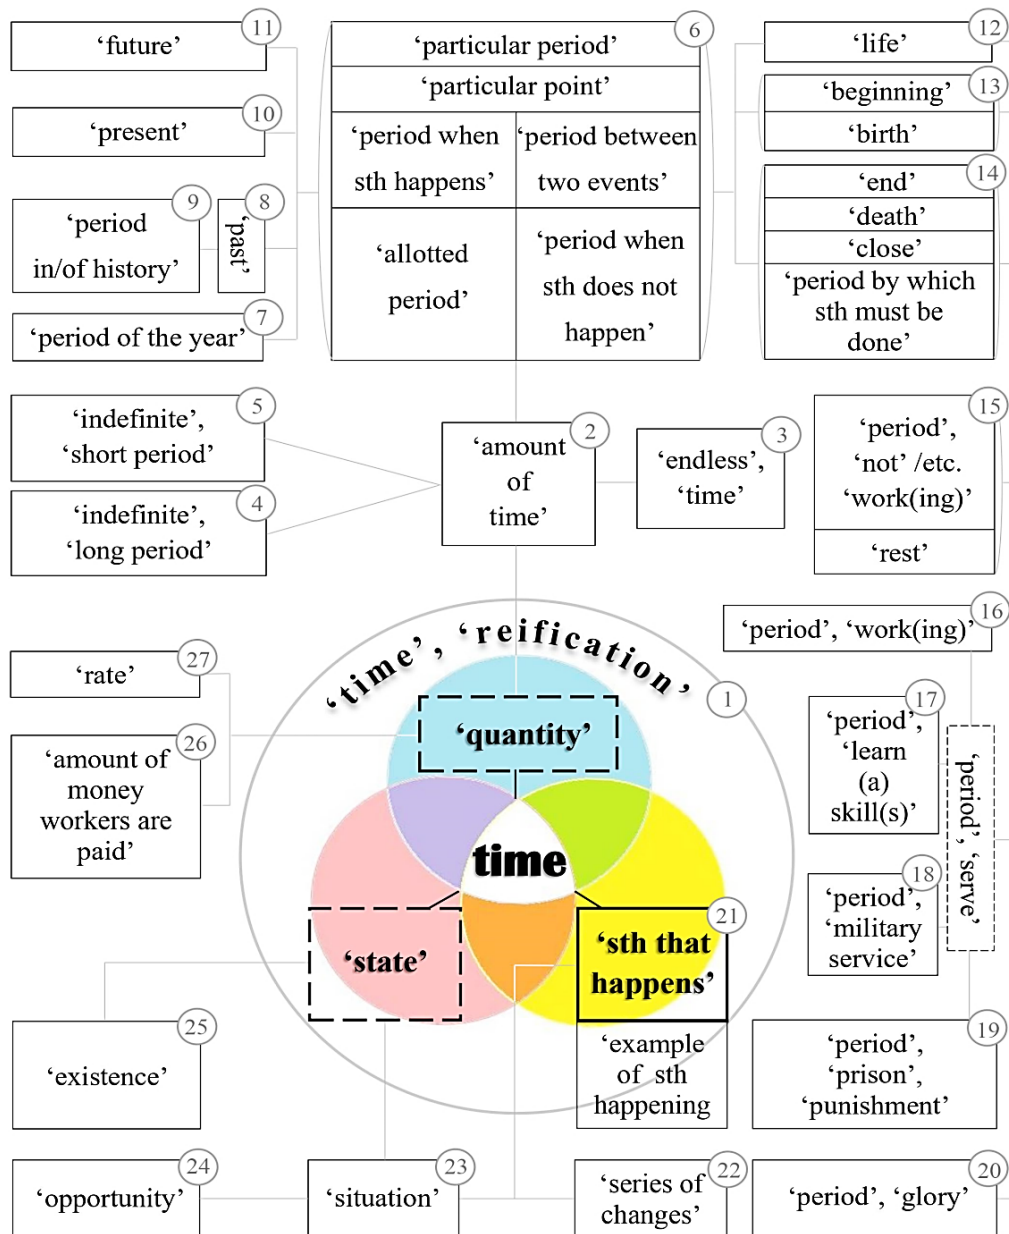 11
‘future’
10
‘present’
9
‘period
in/of history’
8
‘past’
7
‘period of the year’
6
‘particular period’
‘particular point’
‘period when
sth happens’
‘period between
two events’
‘allotted
period’
‘period when
sth does not
happen’
12
‘life’
13
‘beginning’
‘birth’
14
‘end’
‘death’
‘close’
‘period by which
sth must be
done’
5
‘indefinite’,
‘short period’
4
‘indefinite’,
‘long period’
2
‘amount
of
time’
3
‘endless’,
‘time’
15
‘period’,
‘not’ /etc.
‘work(ing)’
‘rest’
16
‘period’, ‘work(ing)’
17
‘period’,
‘learn
(a)
skill(s)’
‘period’, ‘serve’
18
‘period’,
‘military
service’
19
‘period’,
‘prison’,
‘punishment’
20
‘period’, ‘glory’
27
‘rate’
26
‘amount of
money
workers are
paid’
1
‘time’, ‘reification’
‘quantity’
time
‘state’
21
‘sth that
happens’
‘example
of sth
happening
25
‘existence’
24
‘opportunity’
23
‘situation’
22
‘series of
changes’